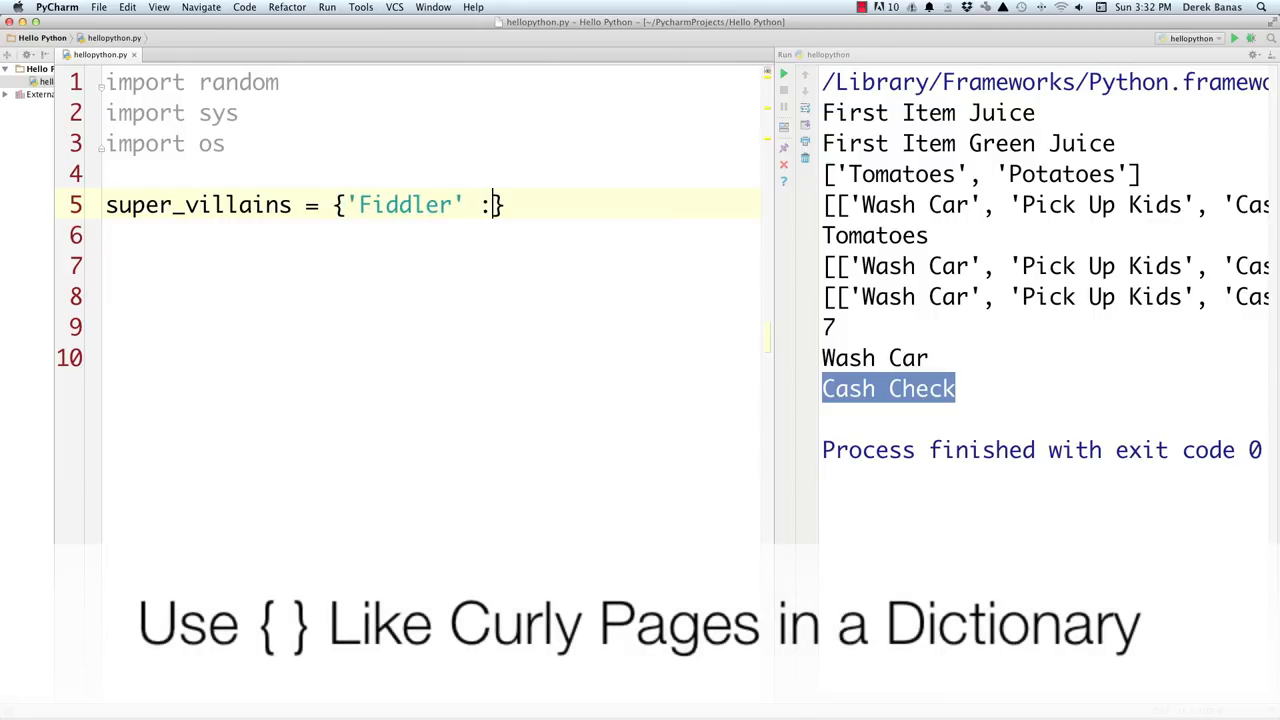 PyCharm File Edit View Navigate Code Refactor Run Tools VCS Window Help 10 Sun 3:32 PM Derek Banas
hellopython.py – Hello Python – [~/PycharmProjects/Hello Python]
Hello Python hellopython.py hellopython
hellopython.py Run hellopython
Hello P
hell
Extern
1 import random
2 import sys
3 import os
4
5 super_villains = {'Fiddler' :}
6
7
8
9
10
/Library/Frameworks/Python.framewo
First Item Juice
First Item Green Juice
['Tomatoes', 'Potatoes']
[['Wash Car', 'Pick Up Kids', 'Cas
Tomatoes
[['Wash Car', 'Pick Up Kids', 'Cas
[['Wash Car', 'Pick Up Kids', 'Cas
7
Wash Car
Cash Check
Process finished with exit code 0
Use { } Like Curly Pages in a Dictionary